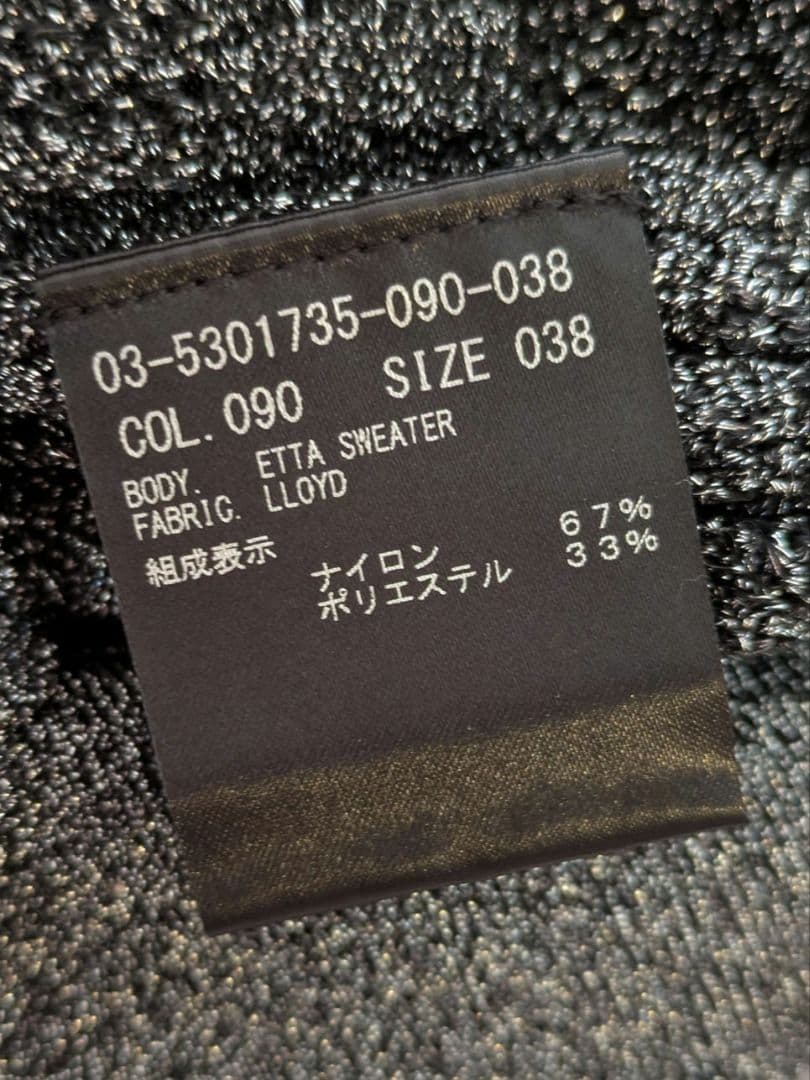 03-5301735-090-038
COL. 090 SIZE 038
BODY. ETTA SWEATER
FABRIC. LLOYD
組成表示
ナイロン 67%
ポリエステル 33%